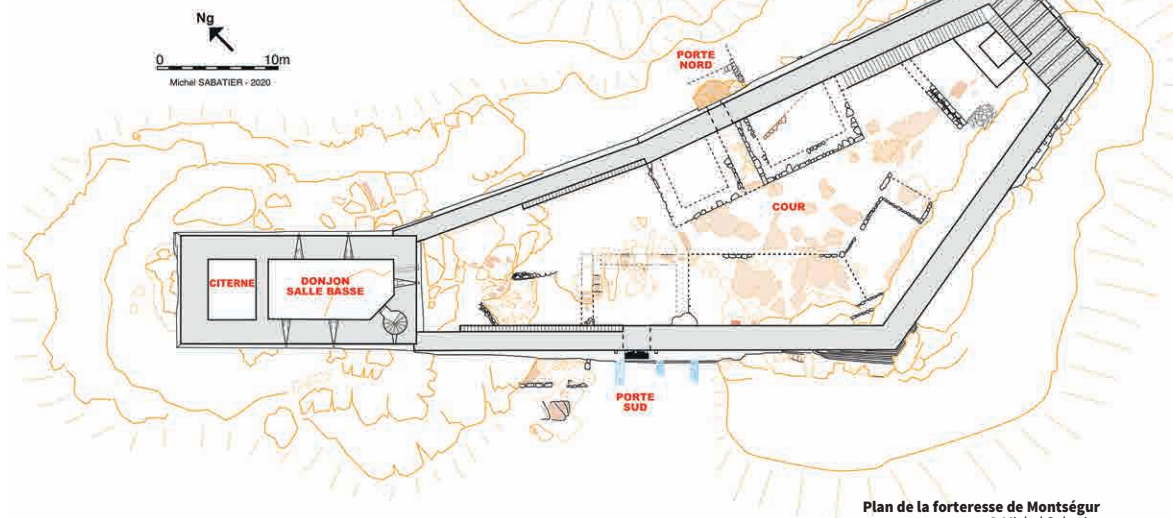 Ng
0 10m
Michel SABATIER - 2020
PORTE
NORD
COUR
CITERNE
DONJON
SALLE BASSE
PORTE
SUD
Plan de la forteresse de Montségur